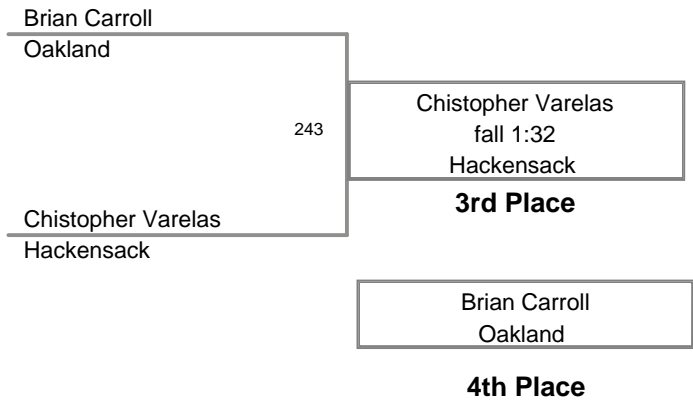 Brian Carroll
Oakland
243
Chistopher Varelas
fall 1:32
Hackensack
3rd Place
Chistopher Varelas
Hackensack
Brian Carroll
Oakland
4th Place